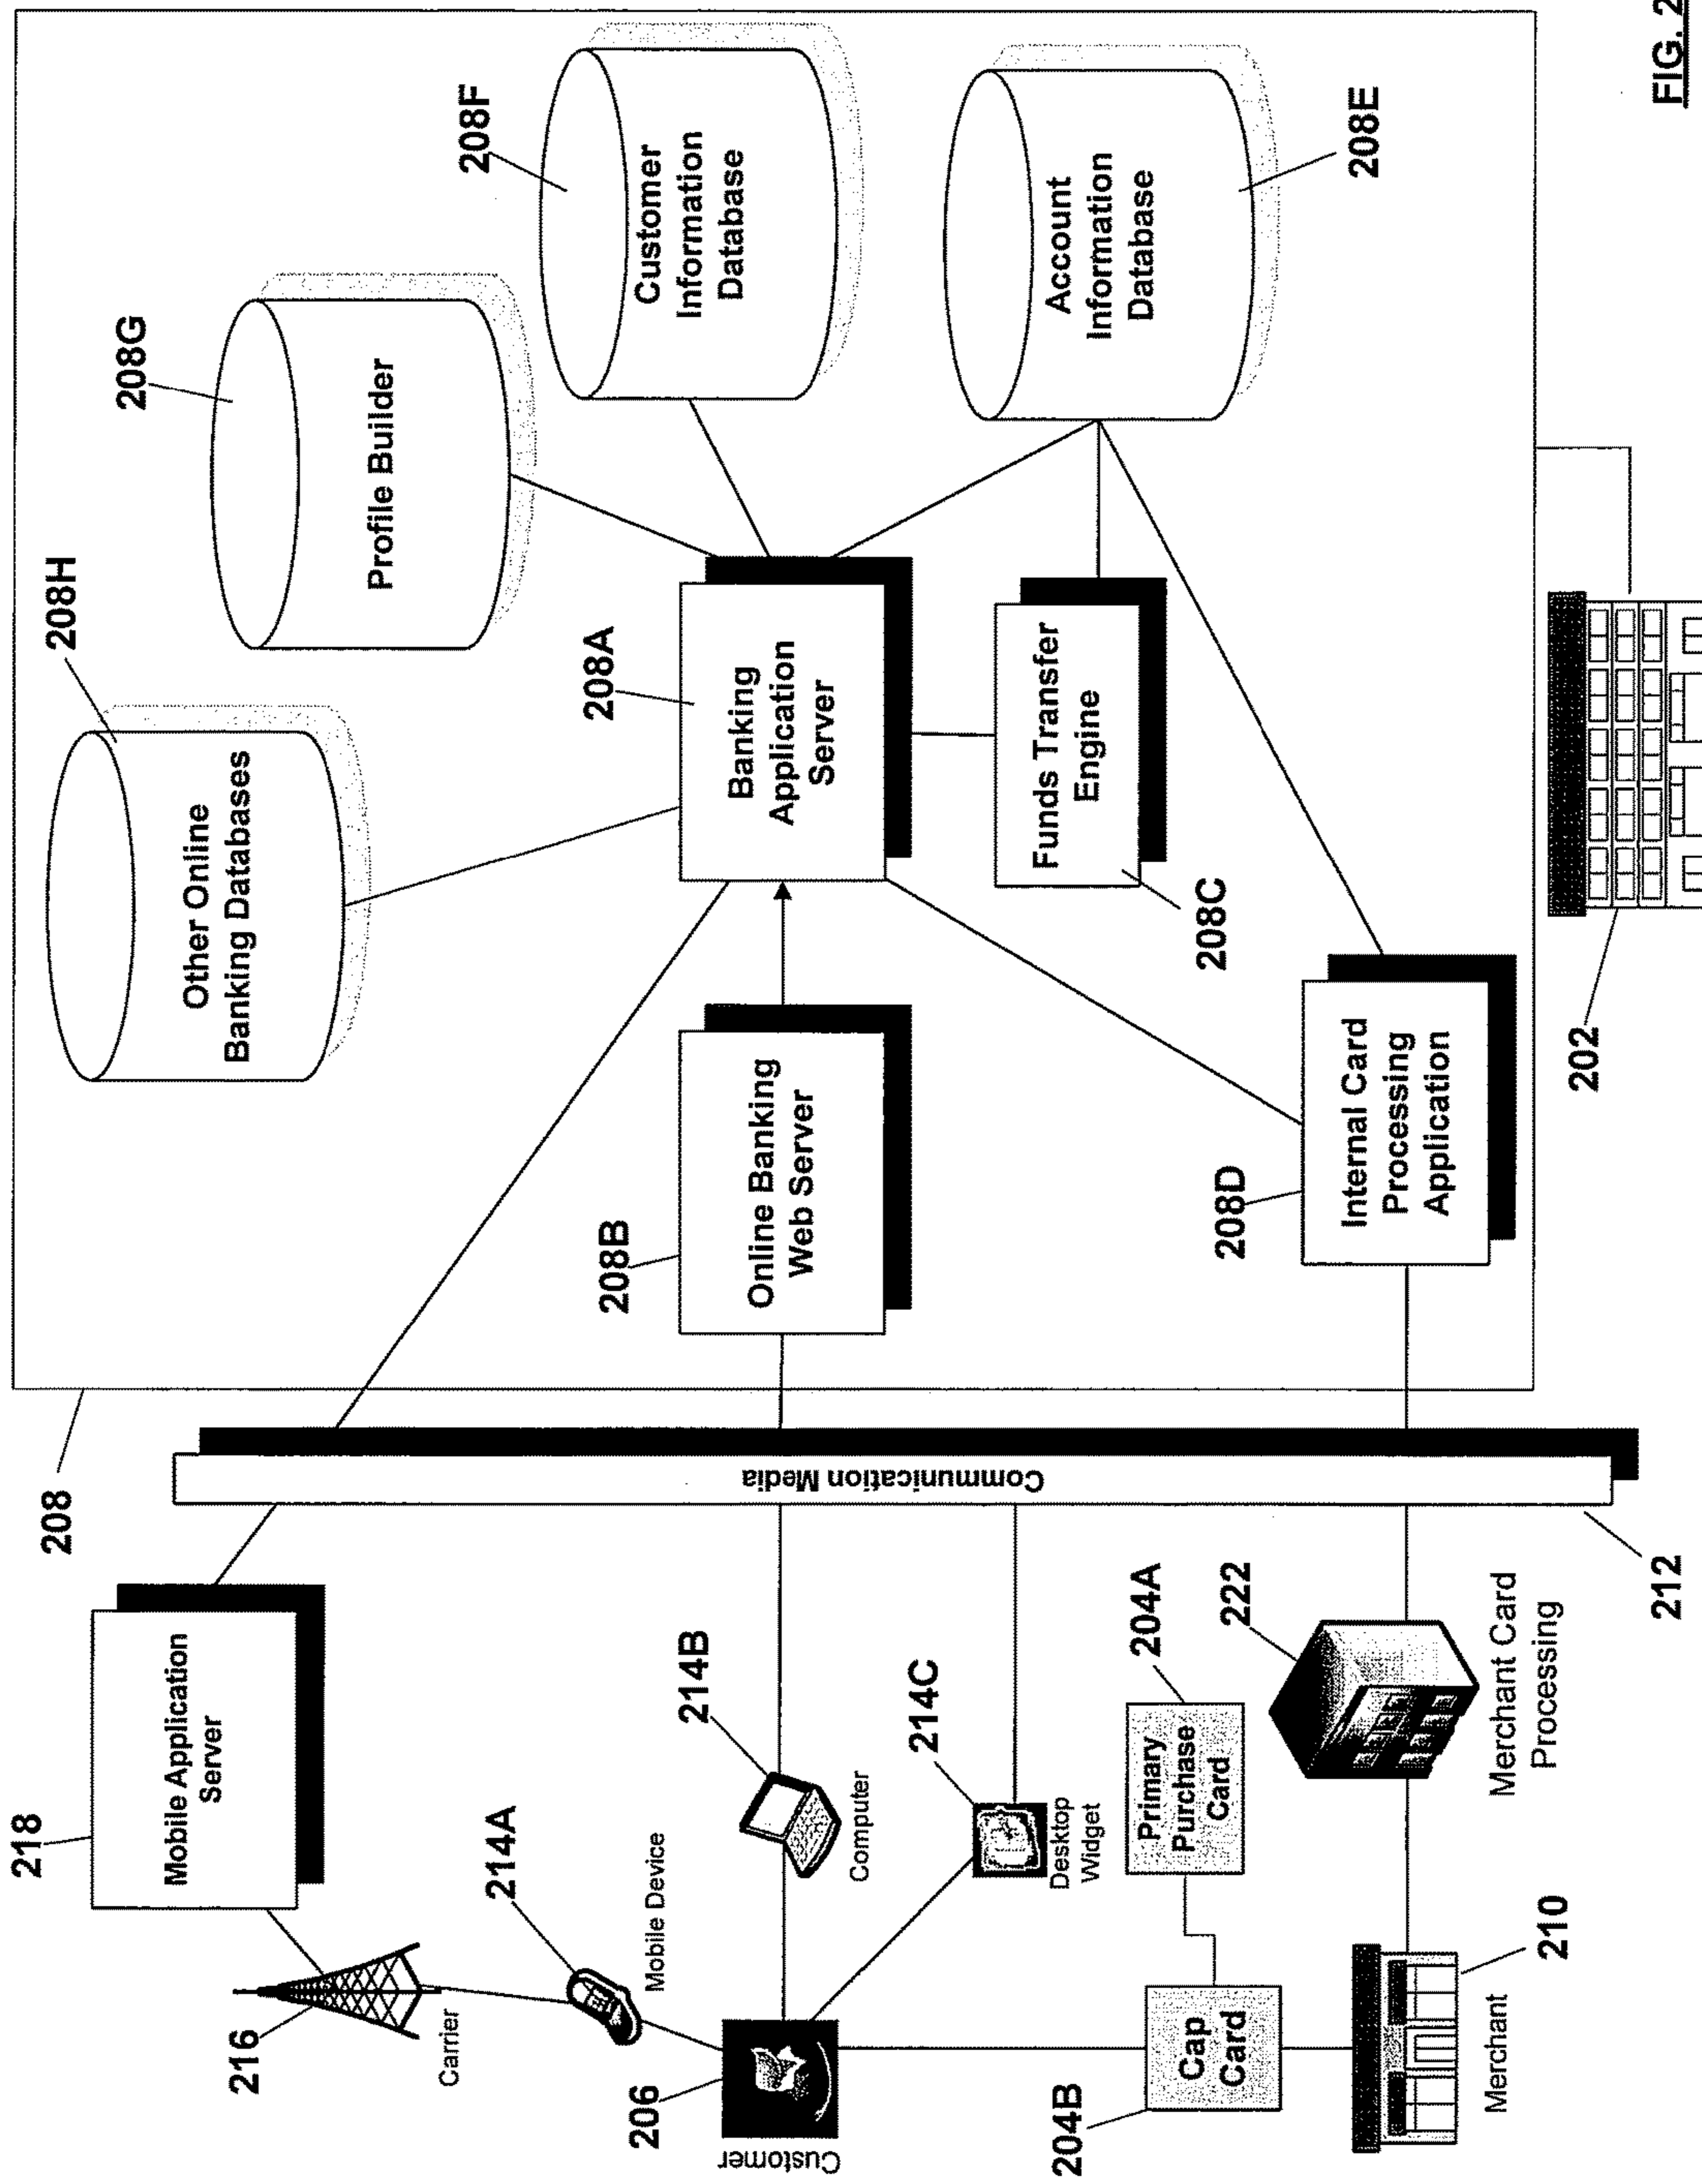 218
Mobile Application
Server
216
Carrier
214A
Mobile Device
206
Customer
214B
Computer
214C
Desktop
Widget
204A
Primary
Purchase
Card
204B
Cap
Card
222
Merchant Card
Processing
210
Merchant
212
Communication Media
208
208H
Other Online
Banking Databases
208G
Profile Builder
208F
Customer
Information
Database
208A
Banking
Application
Server
208B
Online Banking
Web Server
208C
Funds Transfer
Engine
208E
Account
Information
Database
208D
Internal Card
Processing
Application
202
FIG. 2